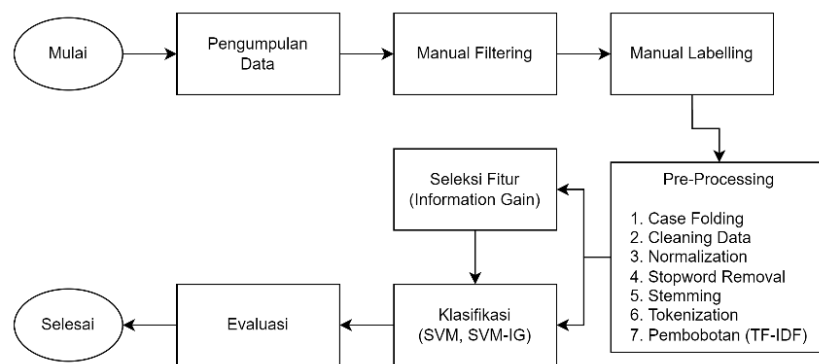 Mulai
Pengumpulan
Data
Manual Filtering
Manual Labelling
Pre-Processing
1. Case Folding
2. Cleaning Data
3. Normalization
4. Stopword Removal
5. Stemming
6. Tokenization
7. Pembobotan (TF-IDF)
Seleksi Fitur
(Information Gain)
Klasifikasi
(SVM, SVM-IG)
Evaluasi
Selesai